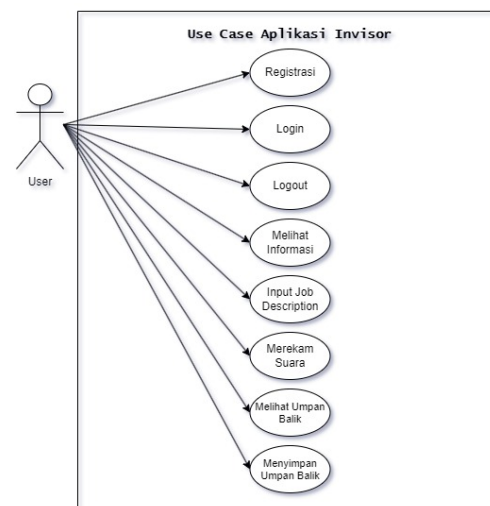 Use Case Aplikasi Invisor
Registrasi
Login
User
Logout
Melihat
Informasi
Input Job
Description
Merekam
Suara
Melihat Umpan
Balik
Menyimpan
Umpan Balik